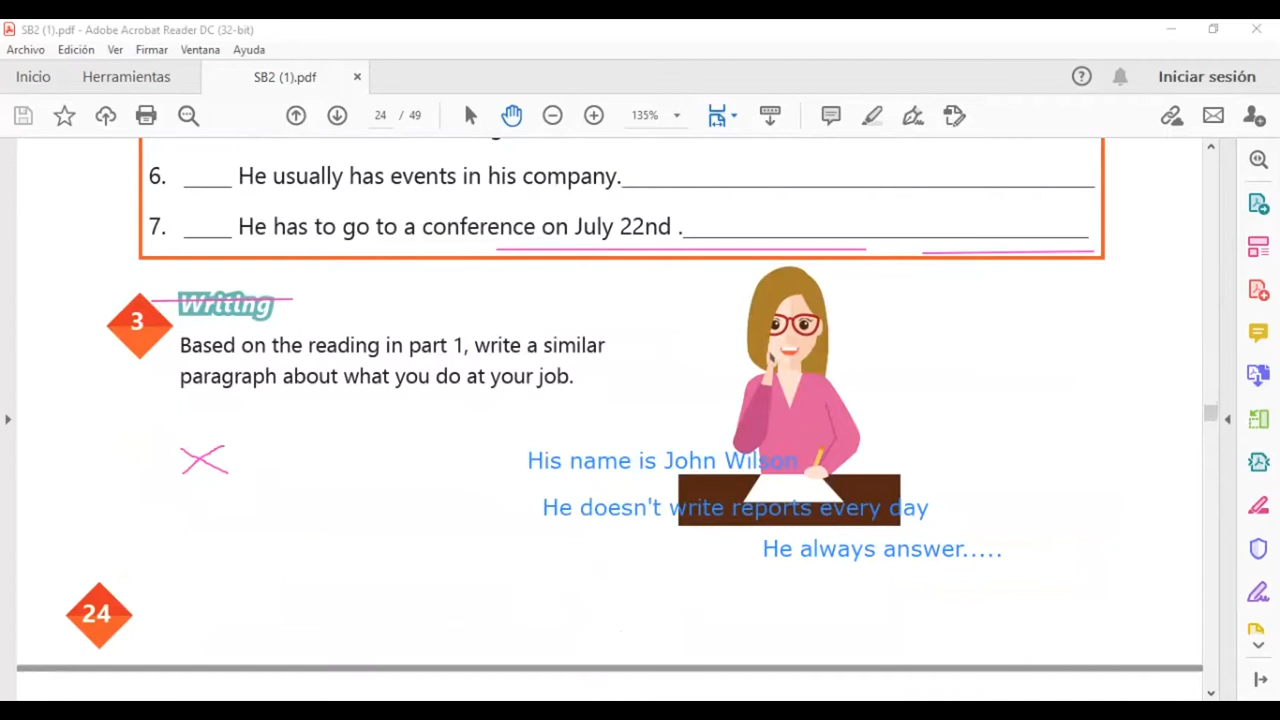 SB2 (1).pdf - Adobe Acrobat Reader DC (32-bit)
Archivo Edición Ver Firmar Ventana Ayuda
Inicio Herramientas SB2 (1).pdf × Iniciar sesión
24 / 49 135%
6. ____ He usually has events in his company.
7. ____ He has to go to a conference on July 22nd .
Writing
3
Based on the reading in part 1, write a similar
paragraph about what you do at your job.
His name is John Wilson
He doesn't write reports every day
He always answer.....
24